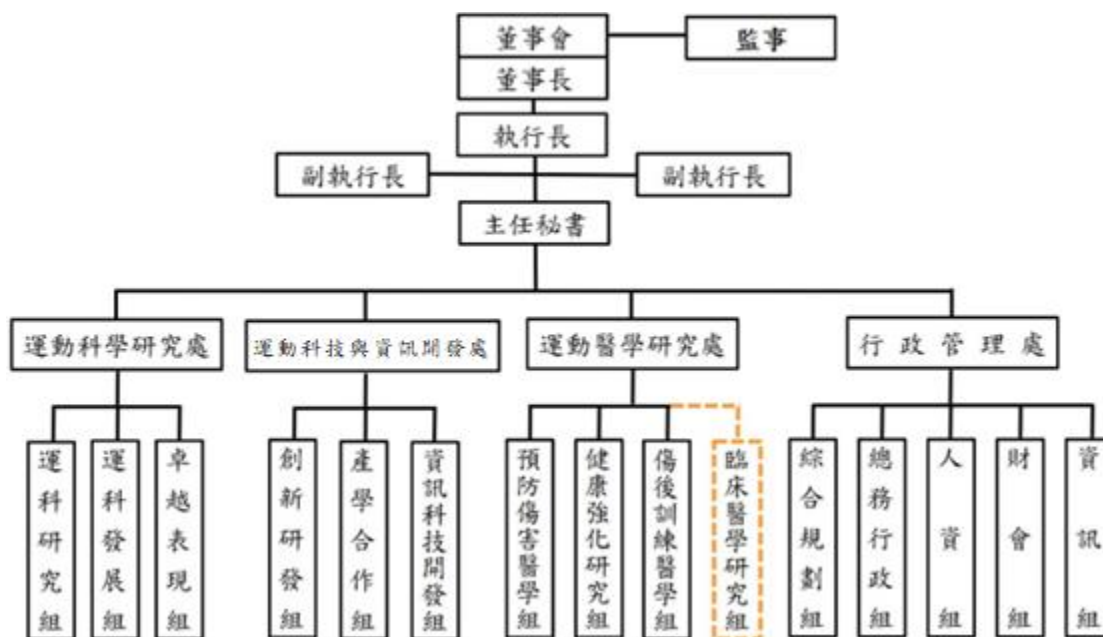 董事會
監事
董事長
執行長
副執行長
副執行長
主任秘書
運動科學研究處
運動科技與資訊開發處
運動醫學研究處
行政管理處
運科研究組
運科發展組
卓越表現組
創新研發組
產學合作組
資訊科技開發組
預防傷害醫學組
健康強化研究組
傷後訓練醫學組
臨床醫學研究組
綜合規劃組
總務行政組
人資組
財會組
資訊組